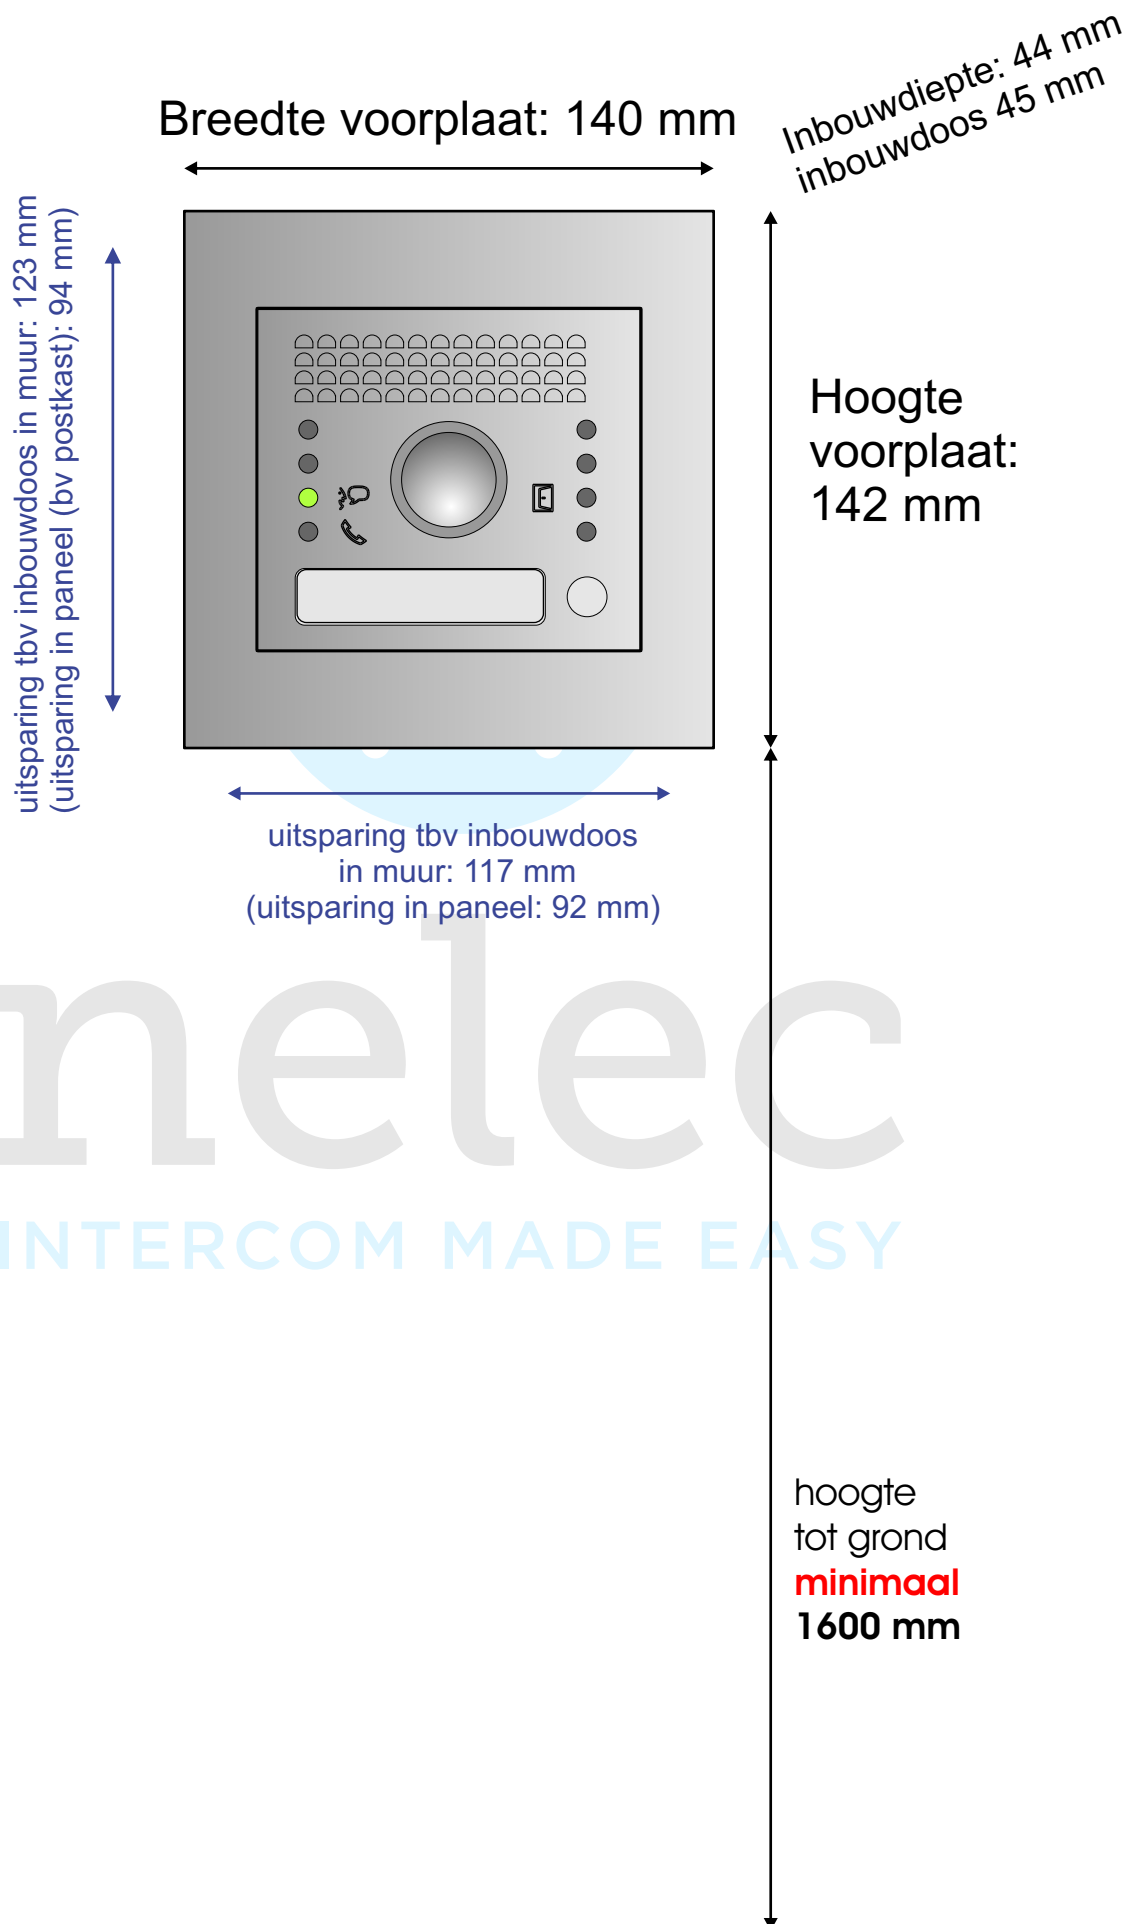 Inbouwdiepte: 44 mm
inbouwdoos 45 mm
Breedte voorplaat: 140 mm
uitsparing tbv inbouwdoos in muur: 123 mm
(uitsparing in paneel (bv postkast): 94 mm)
Hoogte
voorplaat:
142 mm
uitsparing tbv inbouwdoos
in muur: 117 mm
(uitsparing in paneel: 92 mm)
nelec
INTERCOM MADE EASY
hoogte
tot grond
minimaal
1600 mm